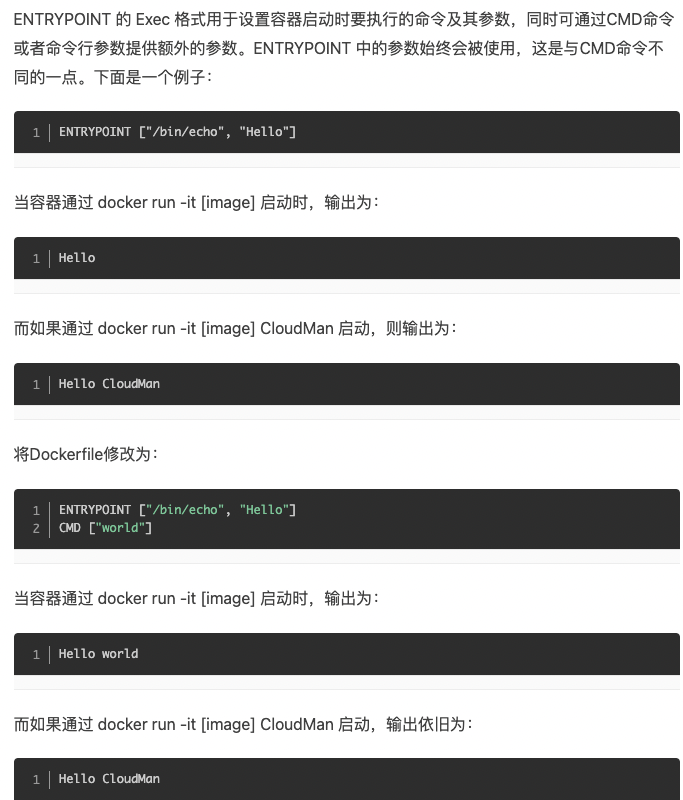 ENTRYPOINT 的 Exec 格式用于设置容器启动时要执行的命令及其参数，同时可通过CMD命令
或者命令行参数提供额外的参数。ENTRYPOINT 中的参数始终会被使用，这是与CMD命令不
同的一点。下面是一个例子：
1 ENTRYPOINT ["/bin/echo", "Hello"]
当容器通过 docker run -it [image] 启动时，输出为：
1 Hello
而如果通过 docker run -it [image] CloudMan 启动，则输出为：
1 Hello CloudMan
将Dockerfile修改为：
1 ENTRYPOINT ["/bin/echo", "Hello"]
2 CMD ["world"]
当容器通过 docker run -it [image] 启动时，输出为：
1 Hello world
而如果通过 docker run -it [image] CloudMan 启动，输出依旧为：
1 Hello CloudMan